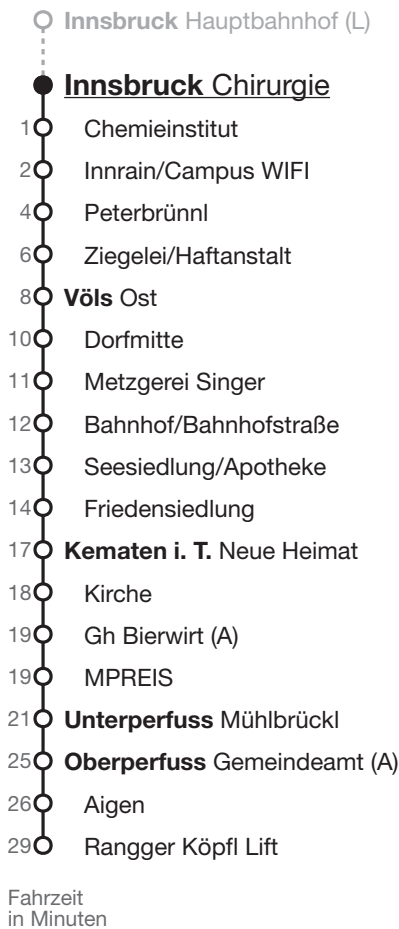 Innsbruck Hauptbahnhof (L)
Innsbruck Chirurgie
1 Chemieinstitut
2 Innrain/Campus WIFI
4 Peterbrünnl
6 Ziegelei/Haftanstalt
8 Völs Ost
10 Dorfmitte
11 Metzgerei Singer
12 Bahnhof/Bahnhofstraße
13 Seesiedlung/Apotheke
14 Friedensiedlung
17 Kematen i. T. Neue Heimat
18 Kirche
19 Gh Bierwirt (A)
19 MPREIS
21 Unterperfuss Mühlbrückl
25 Oberperfuss Gemeindeamt (A)
26 Aigen
29 Rangger Köpfl Lift
Fahrzeit
in Minuten